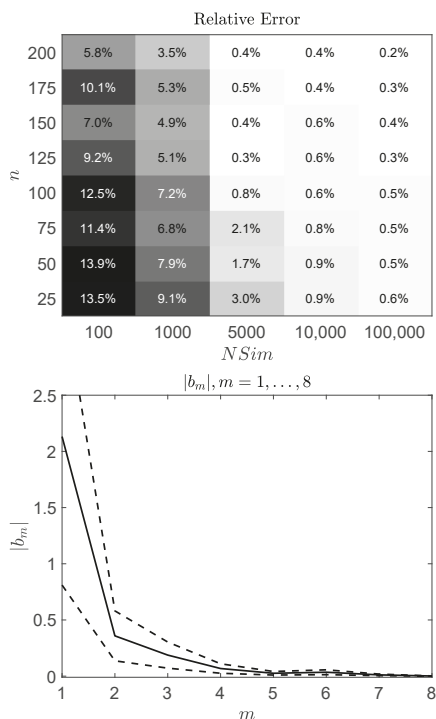 Relative Error
200 5.8% 3.5% 0.4% 0.4% 0.2%
175 10.1% 5.3% 0.5% 0.4% 0.3%
150 7.0% 4.9% 0.4% 0.6% 0.4%
125 9.2% 5.1% 0.3% 0.6% 0.3%
n
100 12.5% 7.2% 0.8% 0.6% 0.5%
75 11.4% 6.8% 2.1% 0.8% 0.5%
50 13.9% 7.9% 1.7% 0.9% 0.5%
25 13.5% 9.1% 3.0% 0.9% 0.6%
100 1000 5000 10,000 100,000
NSim
|b_m|, m = 1, . . . , 8
2.5
2
1.5
|b_m|
1
0.5
0
1 2 3 4 5 6 7 8
m